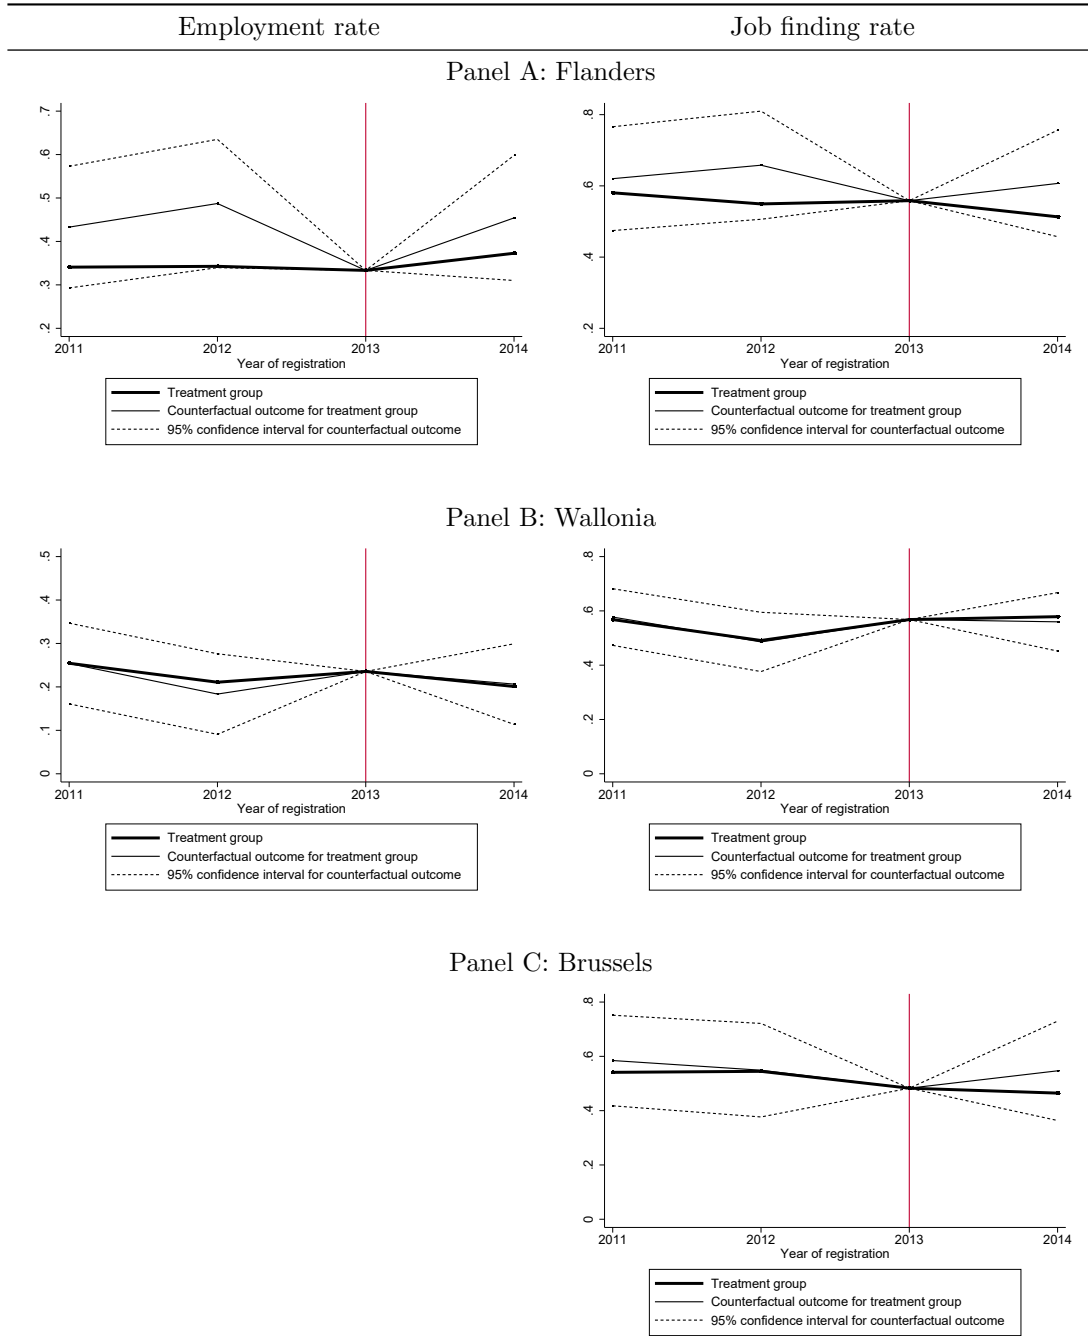 Employment rate Job finding rate
Panel A: Flanders
.7
.6
.5
.4
.3
.2
2011 2012 2013 2014
Year of registration
Treatment group
Counterfactual outcome for treatment group
95% confidence interval for counterfactual outcome
.8
.6
.4
.2
2011 2012 2013 2014
Year of registration
Treatment group
Counterfactual outcome for treatment group
95% confidence interval for counterfactual outcome
Panel B: Wallonia
.5
.4
.3
.2
.1
0
2011 2012 2013 2014
Year of registration
Treatment group
Counterfactual outcome for treatment group
95% confidence interval for counterfactual outcome
.8
.6
.4
.2
0
2011 2012 2013 2014
Year of registration
Treatment group
Counterfactual outcome for treatment group
95% confidence interval for counterfactual outcome
Panel C: Brussels
.8
.6
.4
.2
0
2011 2012 2013 2014
Year of registration
Treatment group
Counterfactual outcome for treatment group
95% confidence interval for counterfactual outcome